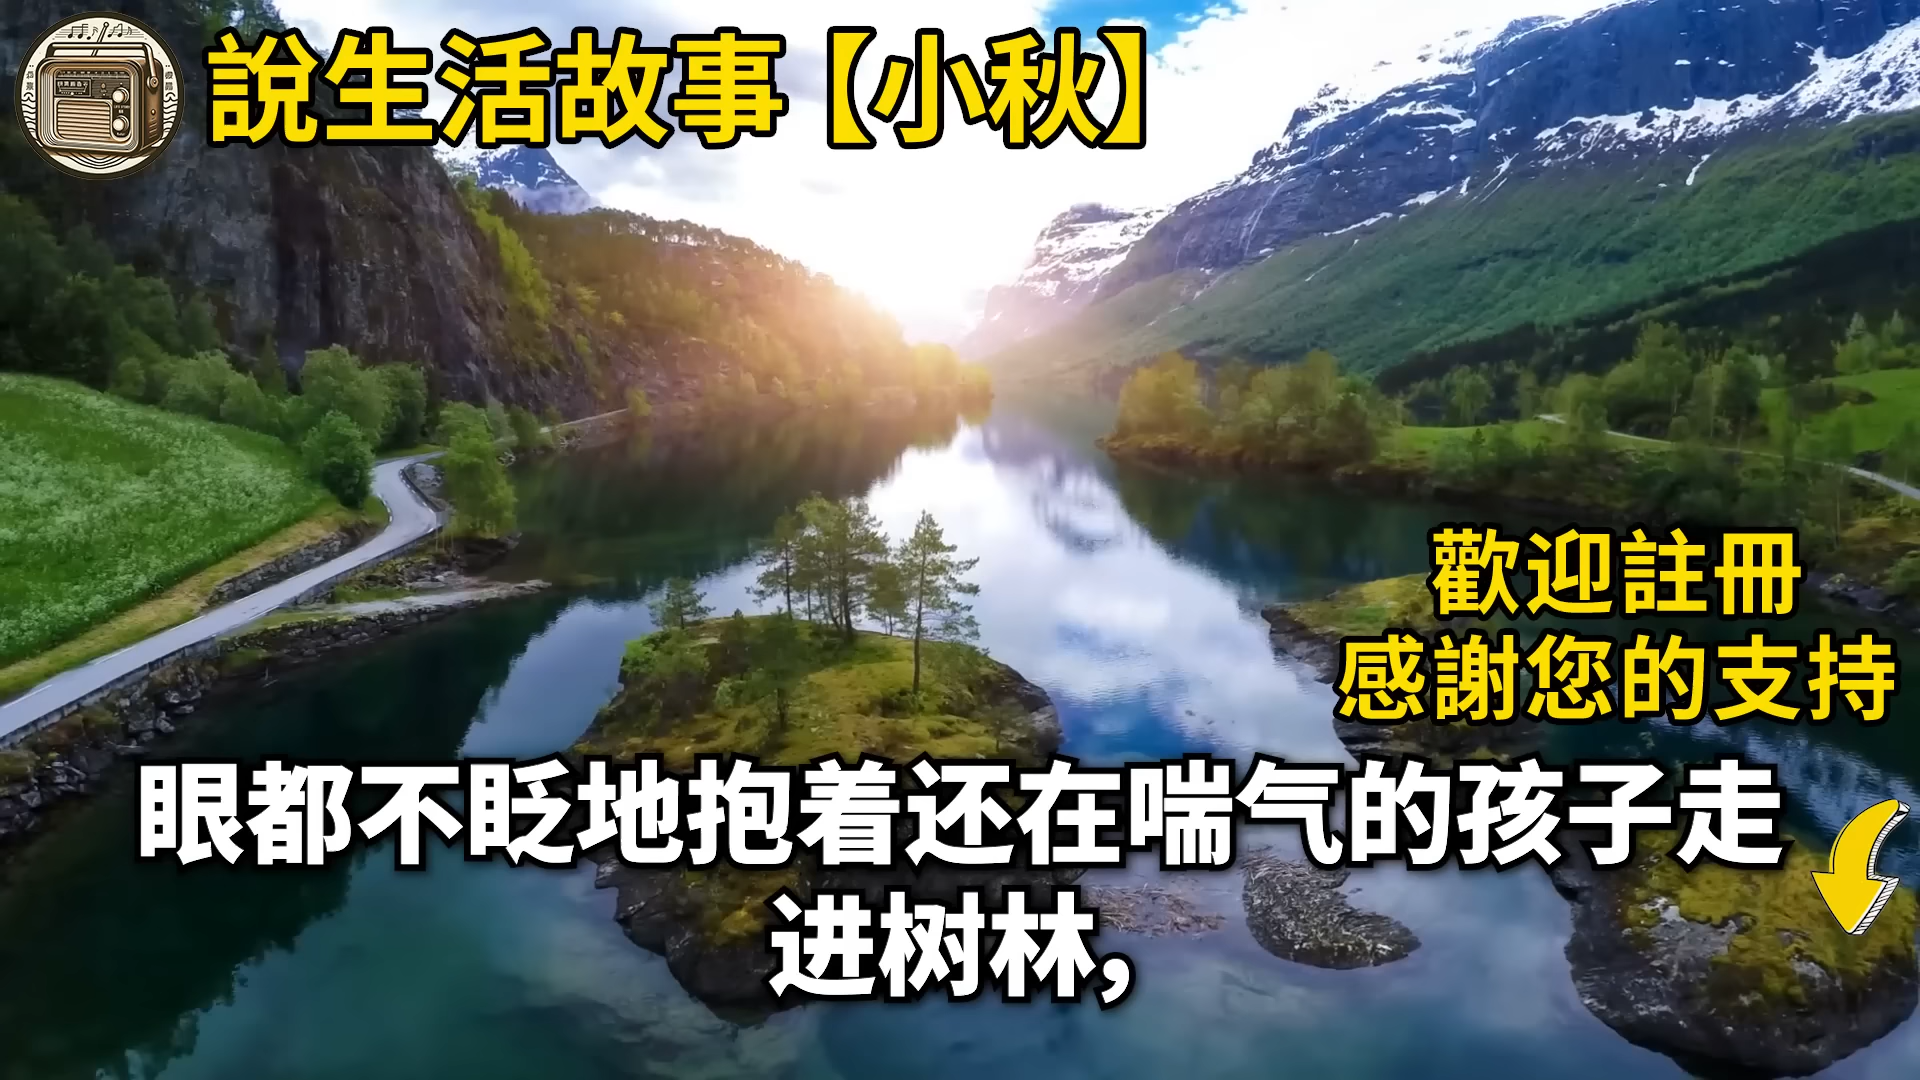 說生活故事【小秋】
歡迎註冊
感謝您的支持
眼都不眨地抱着还在喘气的孩子走
进树林,